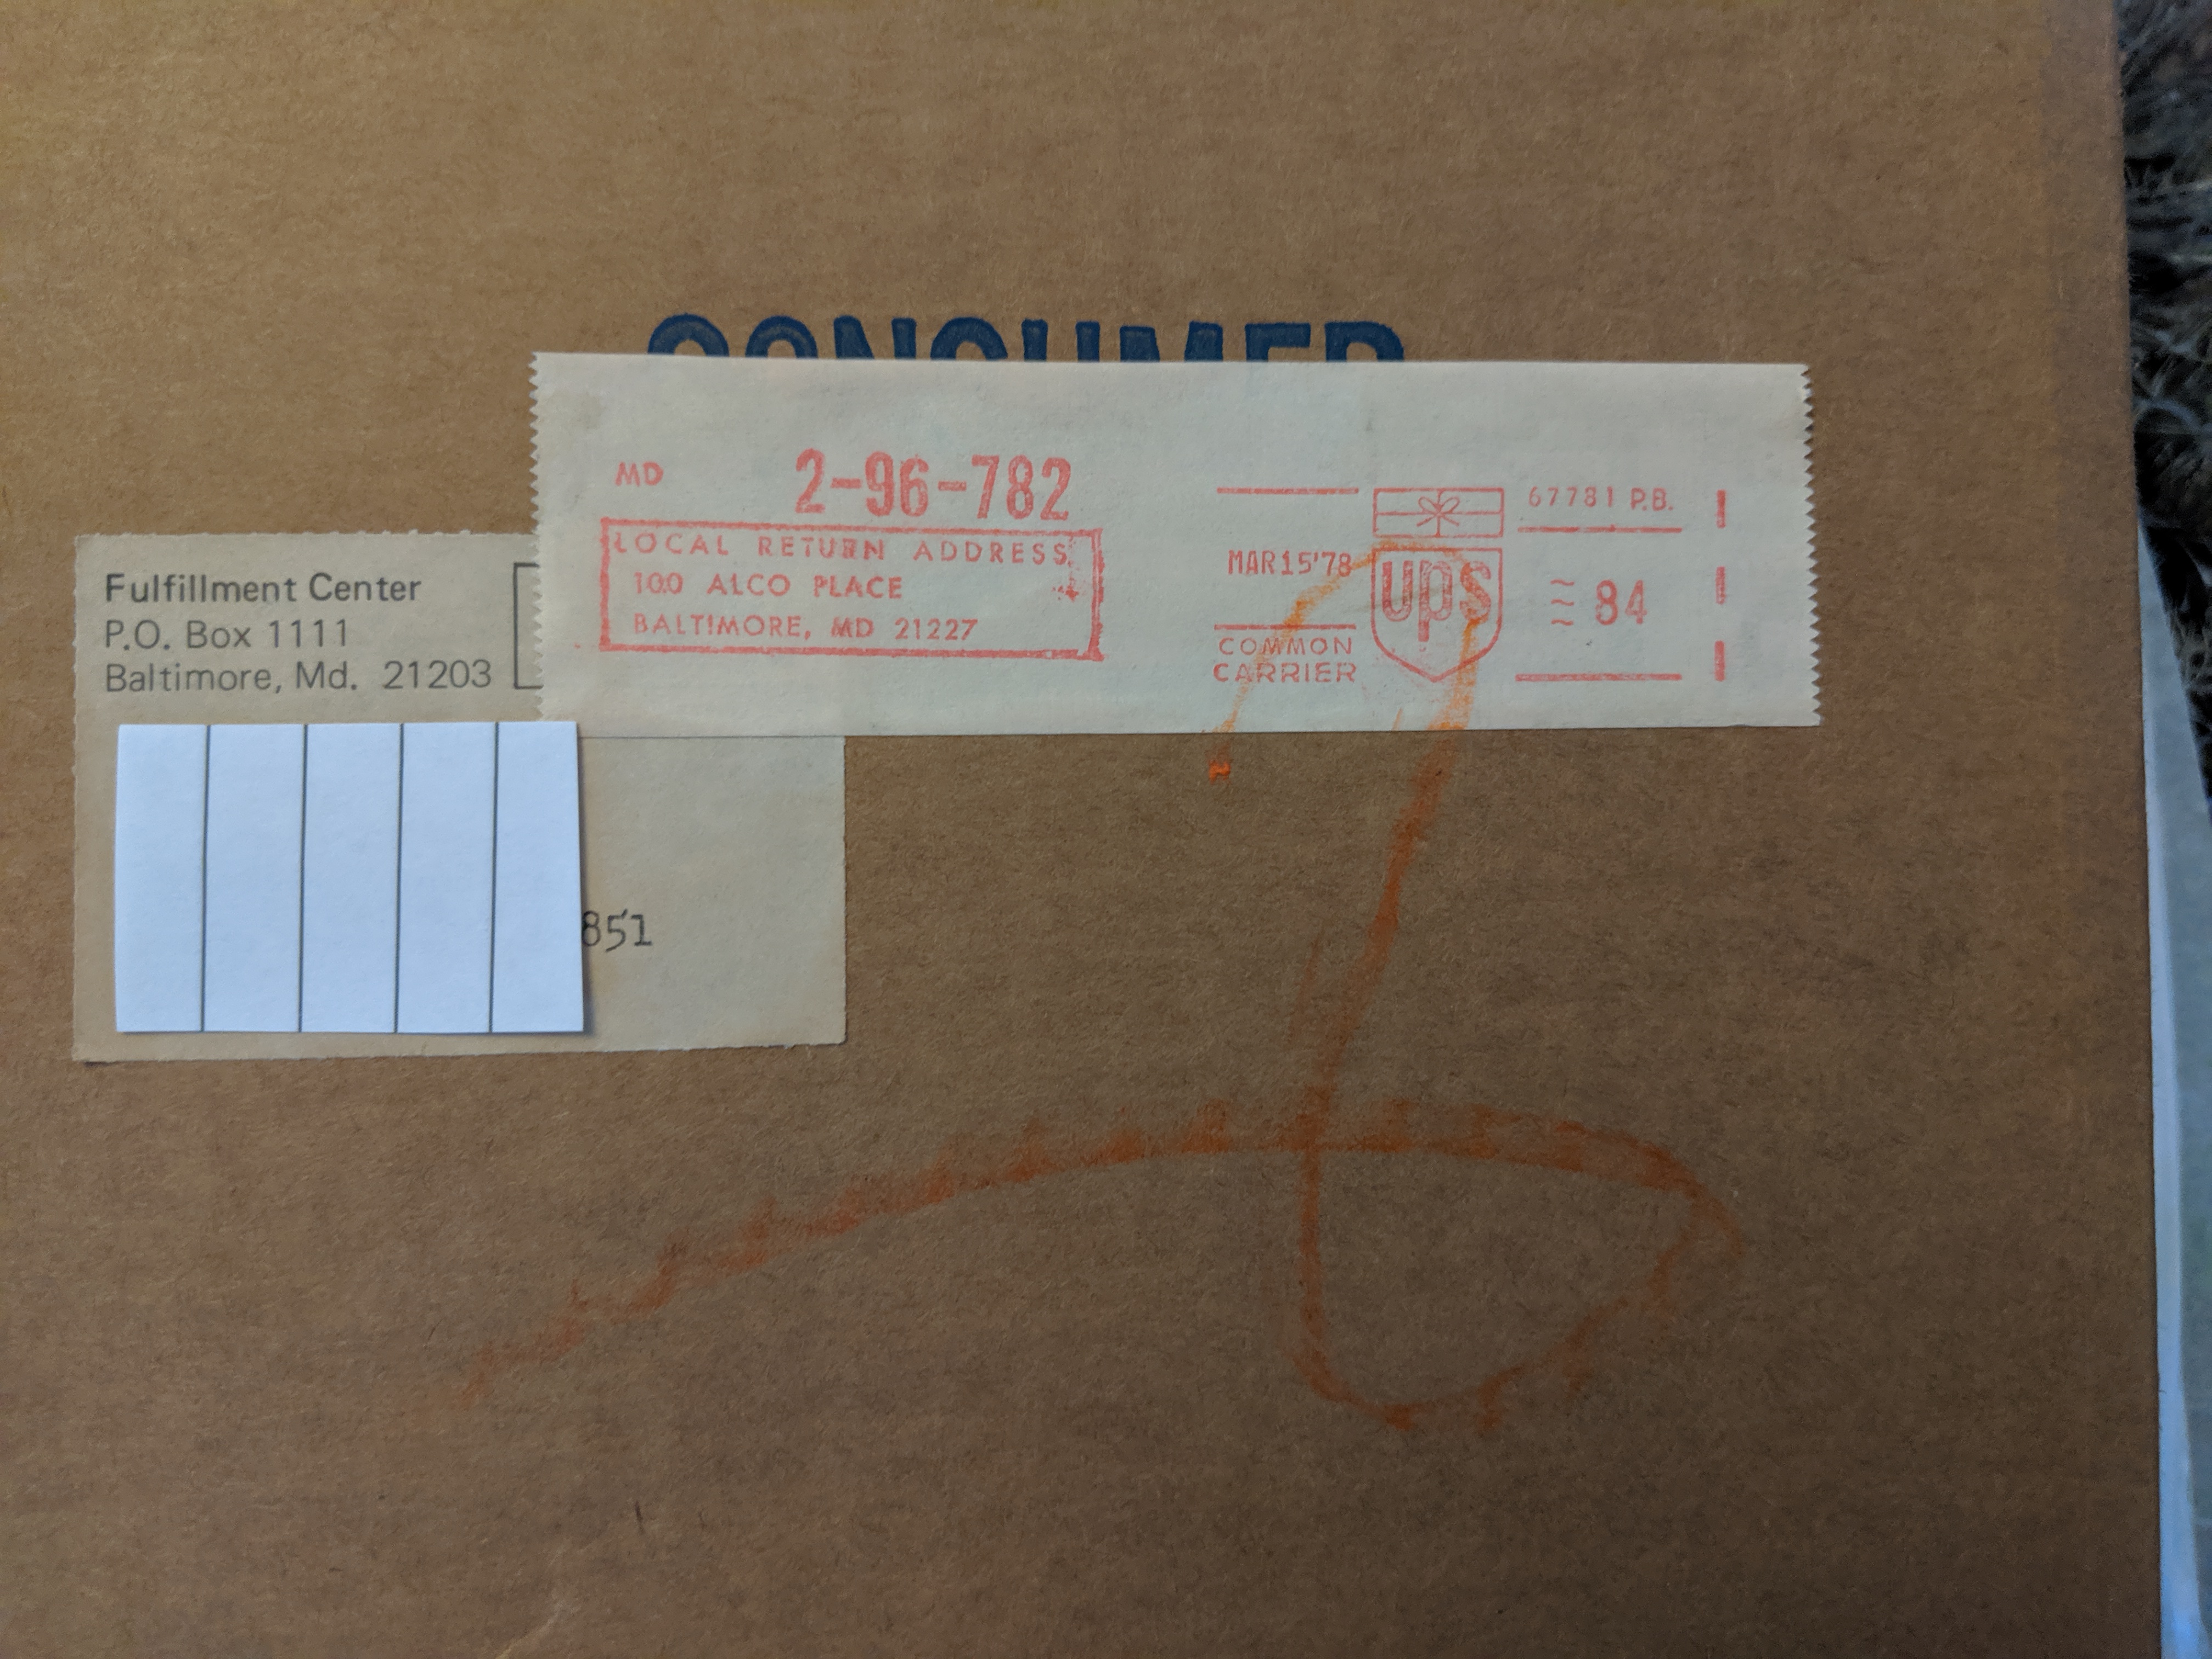 CONSUMER
MD 2-96-782
LOCAL RETURN ADDRESS
100 ALCO PLACE
BALTIMORE, MD 21227
67781 P.B.
MAR15'78
ups
84
COMMON
CARRIER
Fulfillment Center
P.O. Box 1111
Baltimore, Md. 21203
851